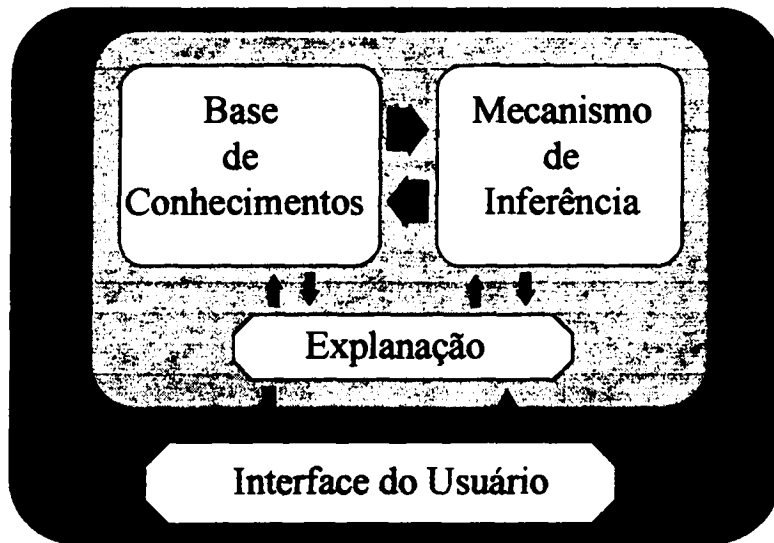 Base
de
Conhecimentos
Mecanismo
de
Inferência
Explanação
Interface do Usuário